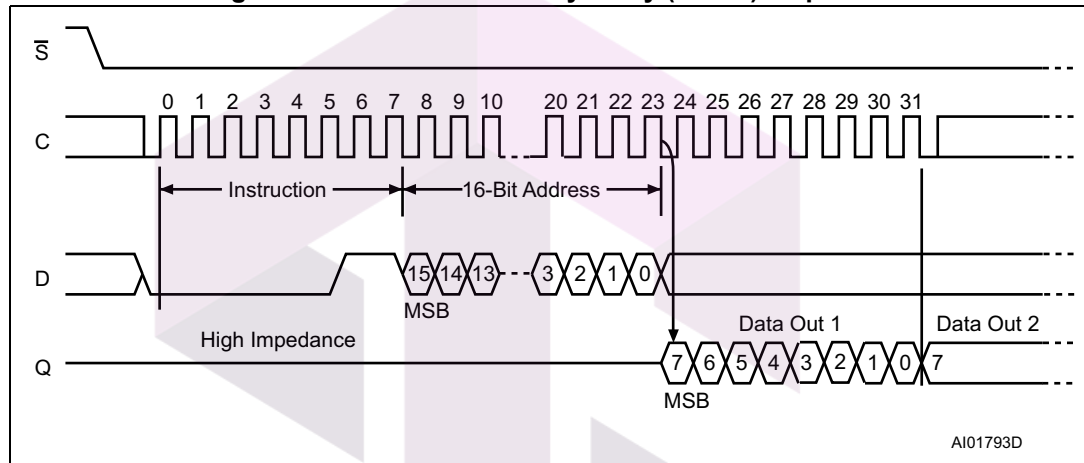 S̅
0 1 2 3 4 5 6 7 8 9 10 20 21 22 23 24 25 26 27 28 29 30 31
C
Instruction 16-Bit Address
D 15 14 13 3 2 1 0
MSB
High Impedance Data Out 1 Data Out 2
Q 7 6 5 4 3 2 1 0 7
MSB
AI01793D